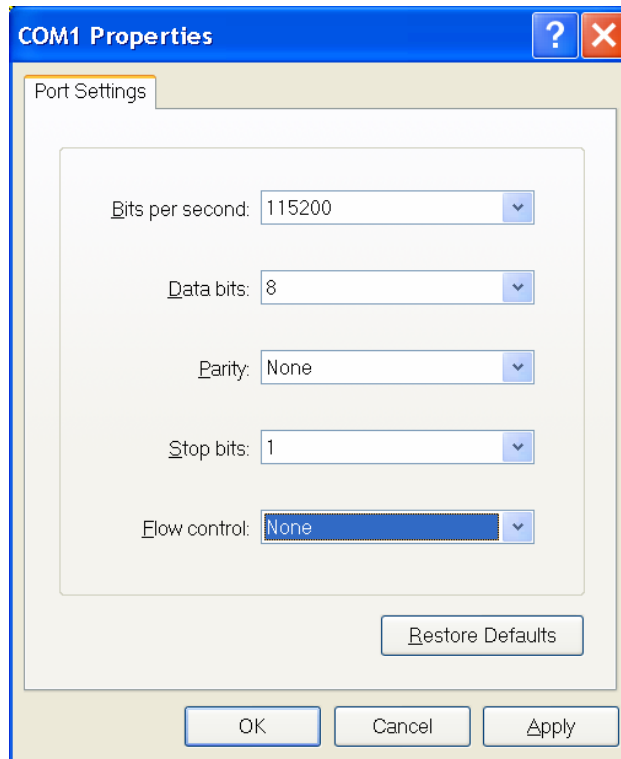 COM1 Properties
?
Port Settings
Bits per second: 115200
Data bits: 8
Parity: None
Stop bits: 1
Flow control: None
Restore Defaults
OK Cancel Apply